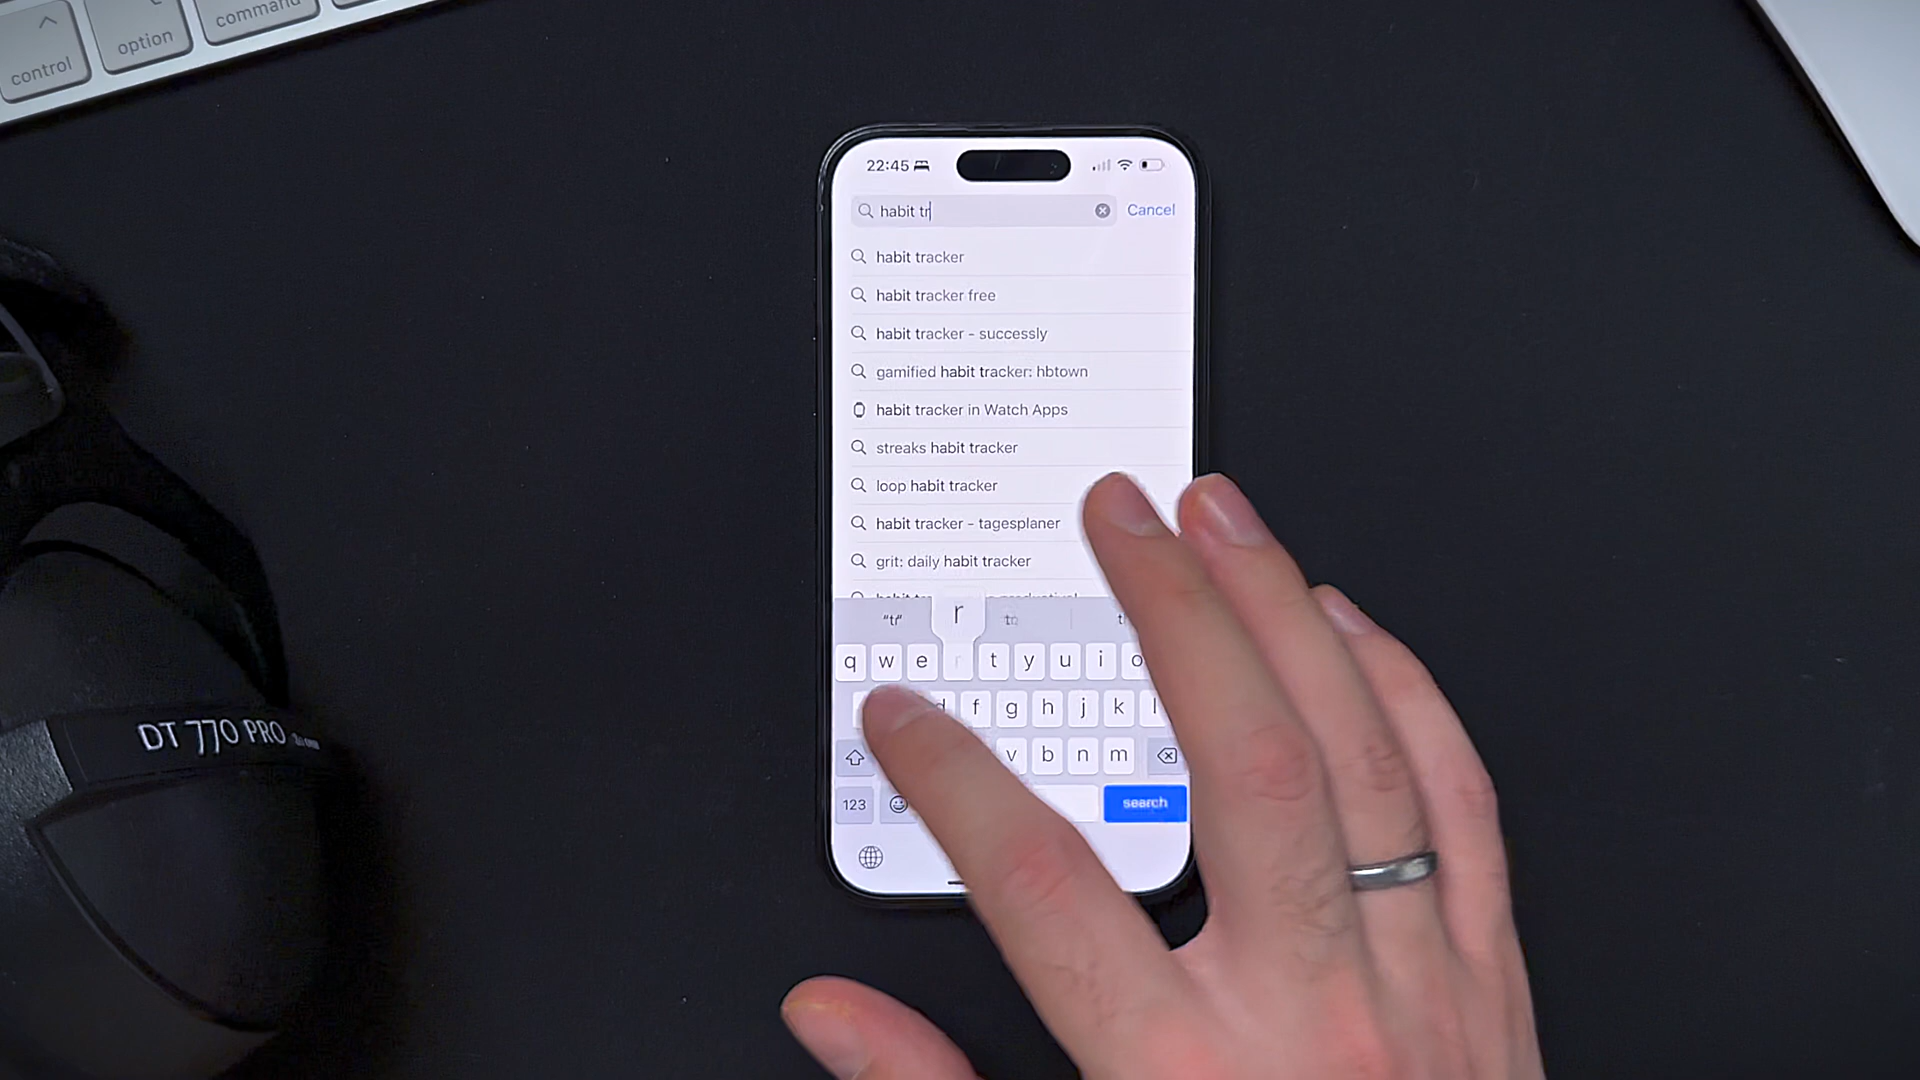 control
option
command
22:45
habit tr
Cancel
habit tracker
habit tracker free
habit tracker - successly
gamified habit tracker: hbtown
habit tracker in Watch Apps
streaks habit tracker
loop habit tracker
habit tracker - tagesplaner
grit: daily habit tracker
"tr"
r
q w e r t y u i o
d f g h j k l
v b n m
123
search
DT 770 PRO